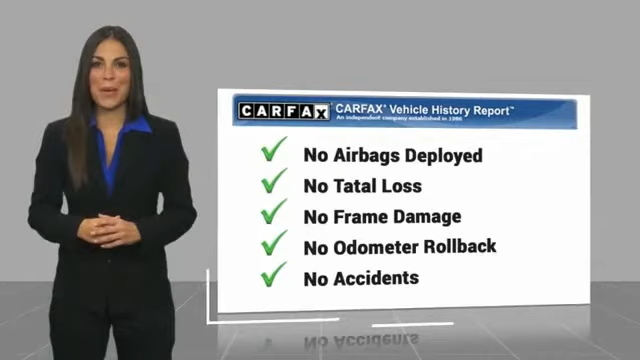 CARFAX CARFAX® Vehicle History Report™
An independent company established in 1986
No Airbags Deployed
No Tatal Loss
No Frame Damage
No Odometer Rollback
No Accidents